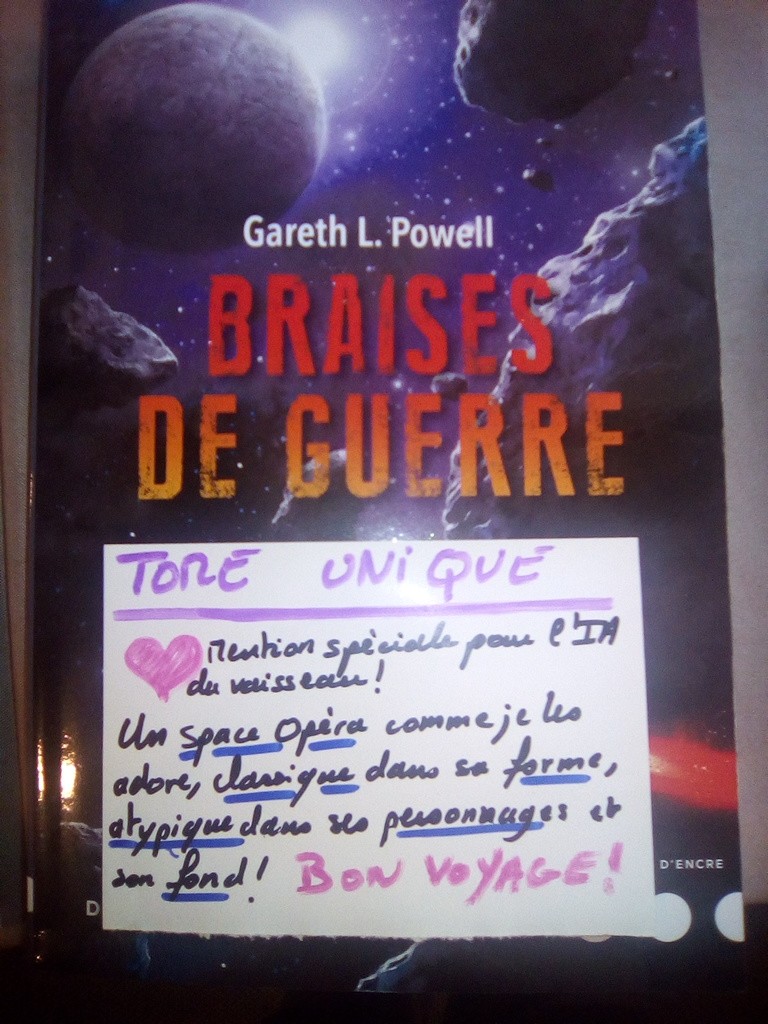 Gareth L. Powell
BRAISES
DE GUERRE
TOME UNIQUE
Mention spéciale pour l'IA
du vaisseau!
Un space Opéra comme je les
adore, classique dans sa forme,
atypique dans ses personnages et
son fond! BON VOYAGE!
D'ENCRE
D